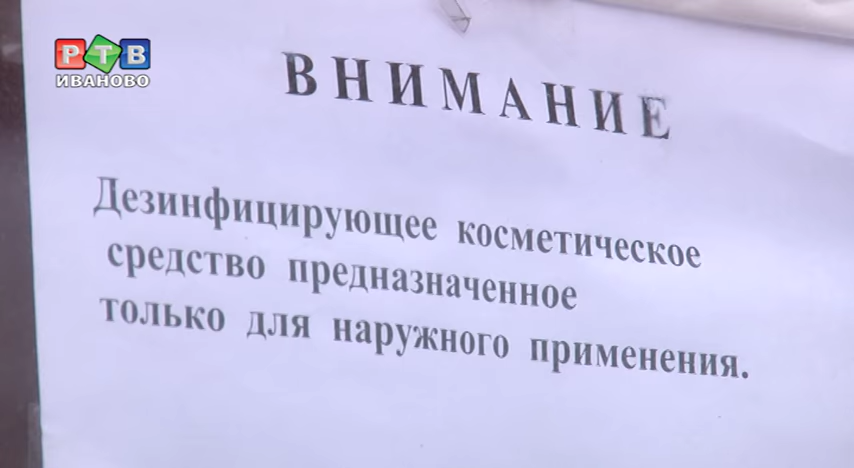 РТВ
ИВАНОВО
ВНИМАНИЕ
Дезинфицирующее косметическое
средство предназначенное
только для наружного применения.